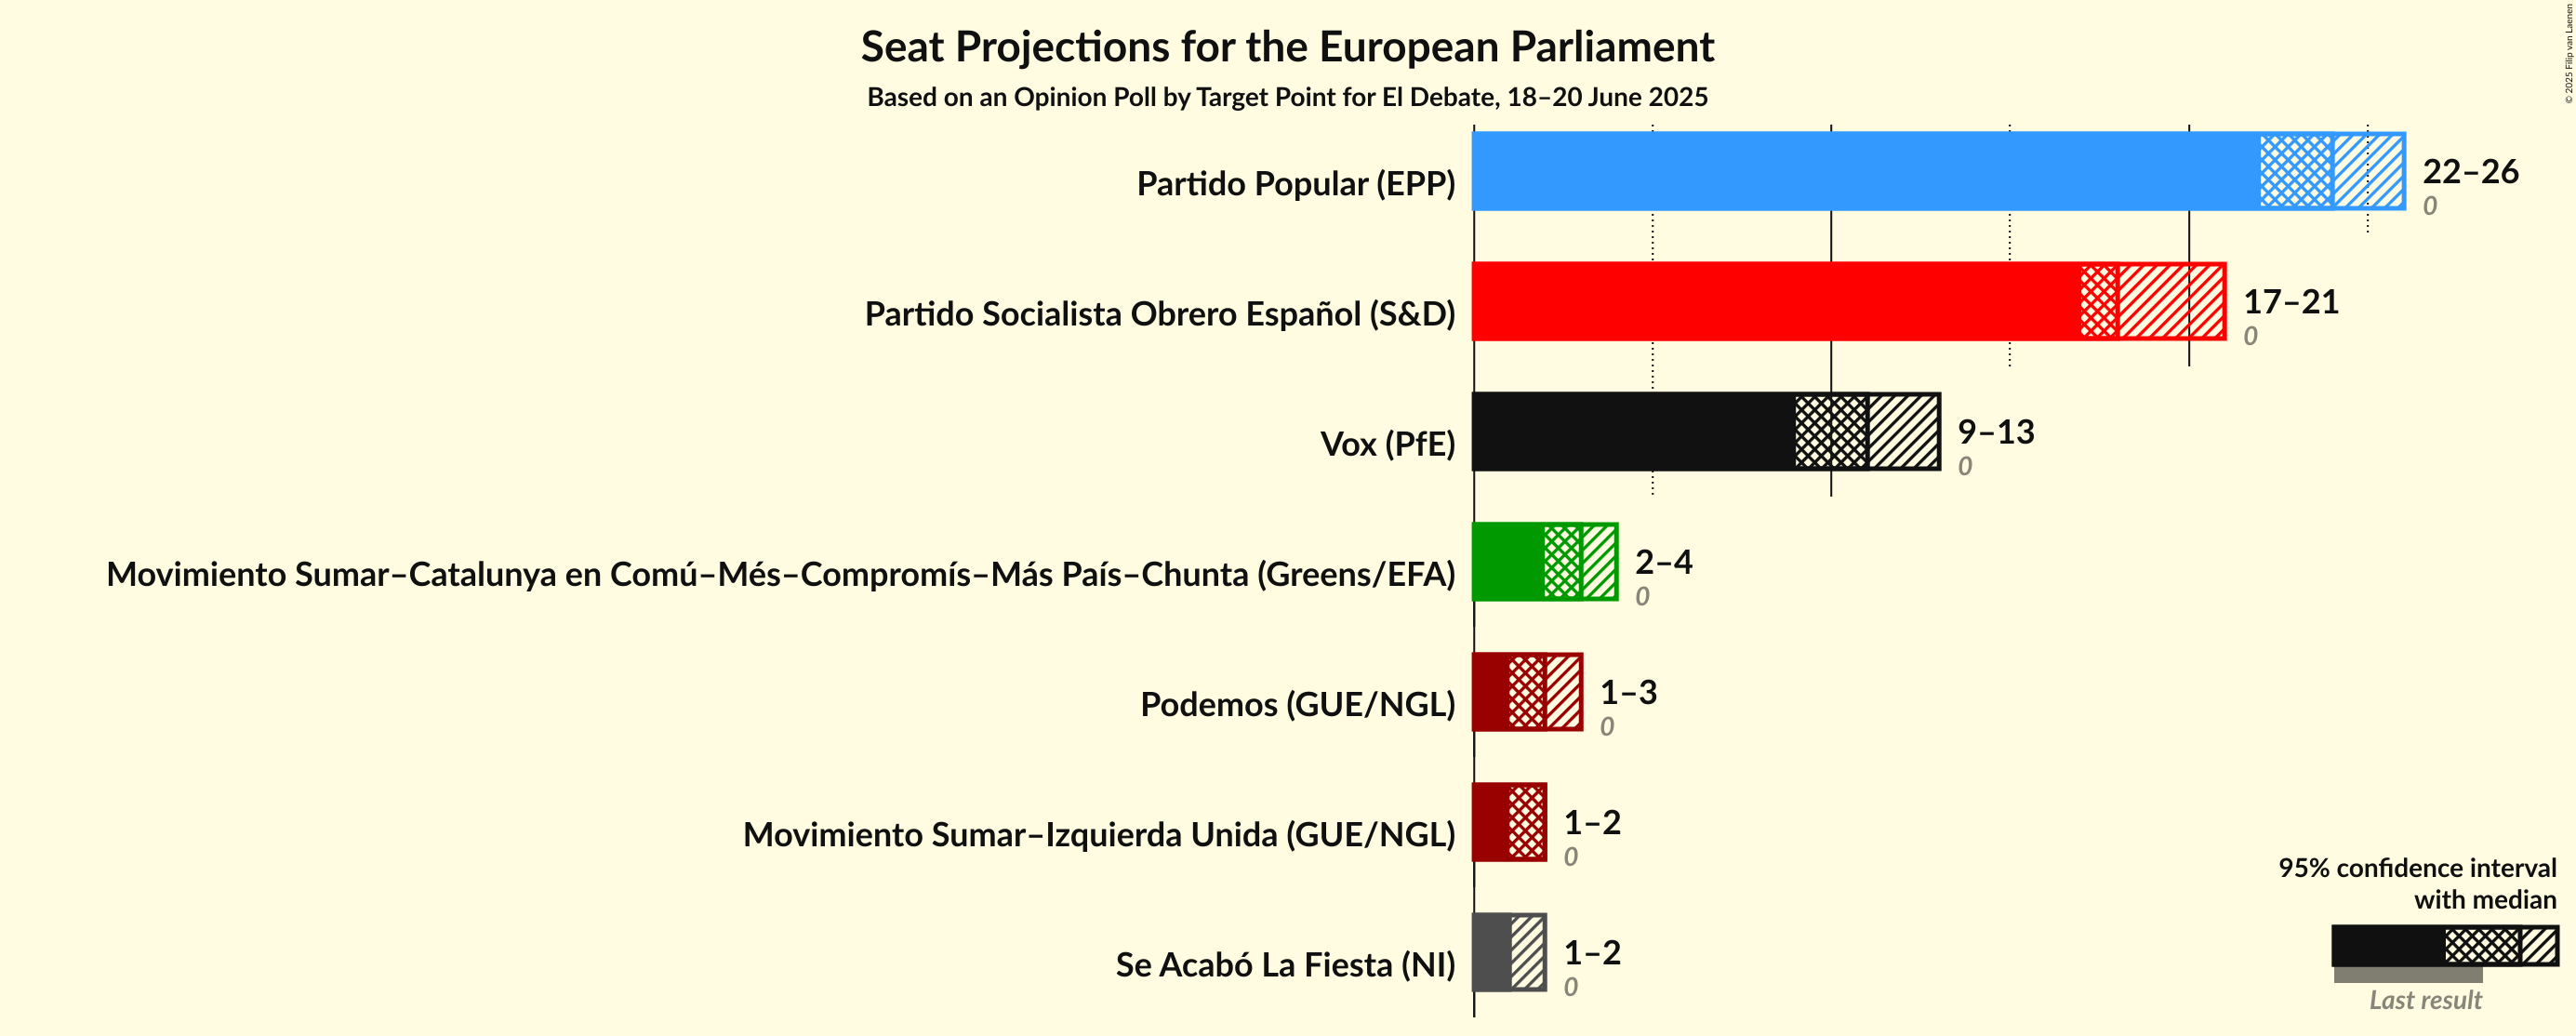 Seat Projections for the European Parliament
Based on an Opinion Poll by Target Point for El Debate, 18–20 June 2025
© 2025 Filip van Laenen
Partido Popular (EPP)
22–26
0
Partido Socialista Obrero Español (S&D)
17–21
0
Vox (PfE)
9–13
0
Movimiento Sumar–Catalunya en Comú–Més–Compromís–Más País–Chunta (Greens/EFA)
2–4
0
Podemos (GUE/NGL)
1–3
0
Movimiento Sumar–Izquierda Unida (GUE/NGL)
1–2
0
Se Acabó La Fiesta (NI)
1–2
0
95% confidence interval
with median
Last result